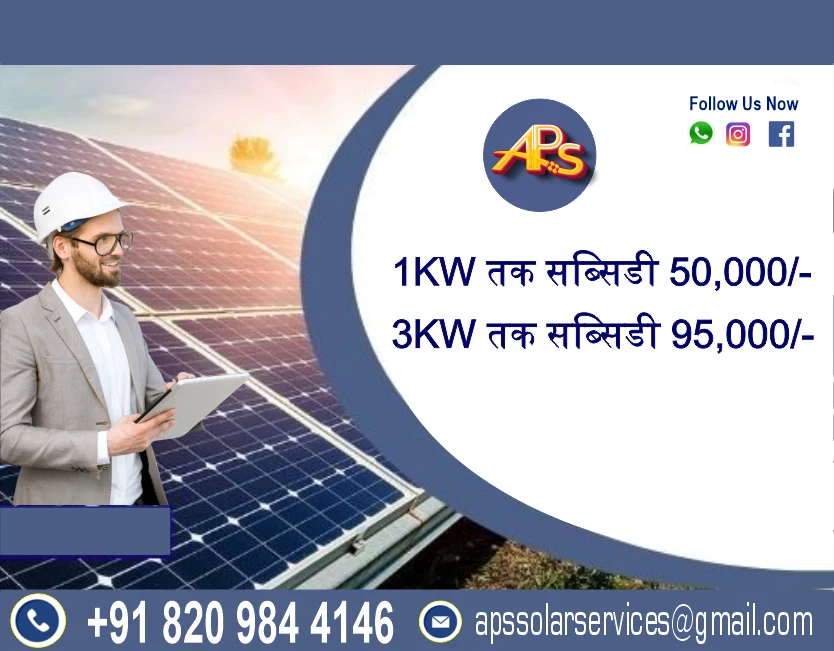 Follow Us Now
APS
1KW तक सब्सिडी 50,000/-
3KW तक सब्सिडी 95,000/-
+91 820 984 4146
apssolarservices@gmail.com